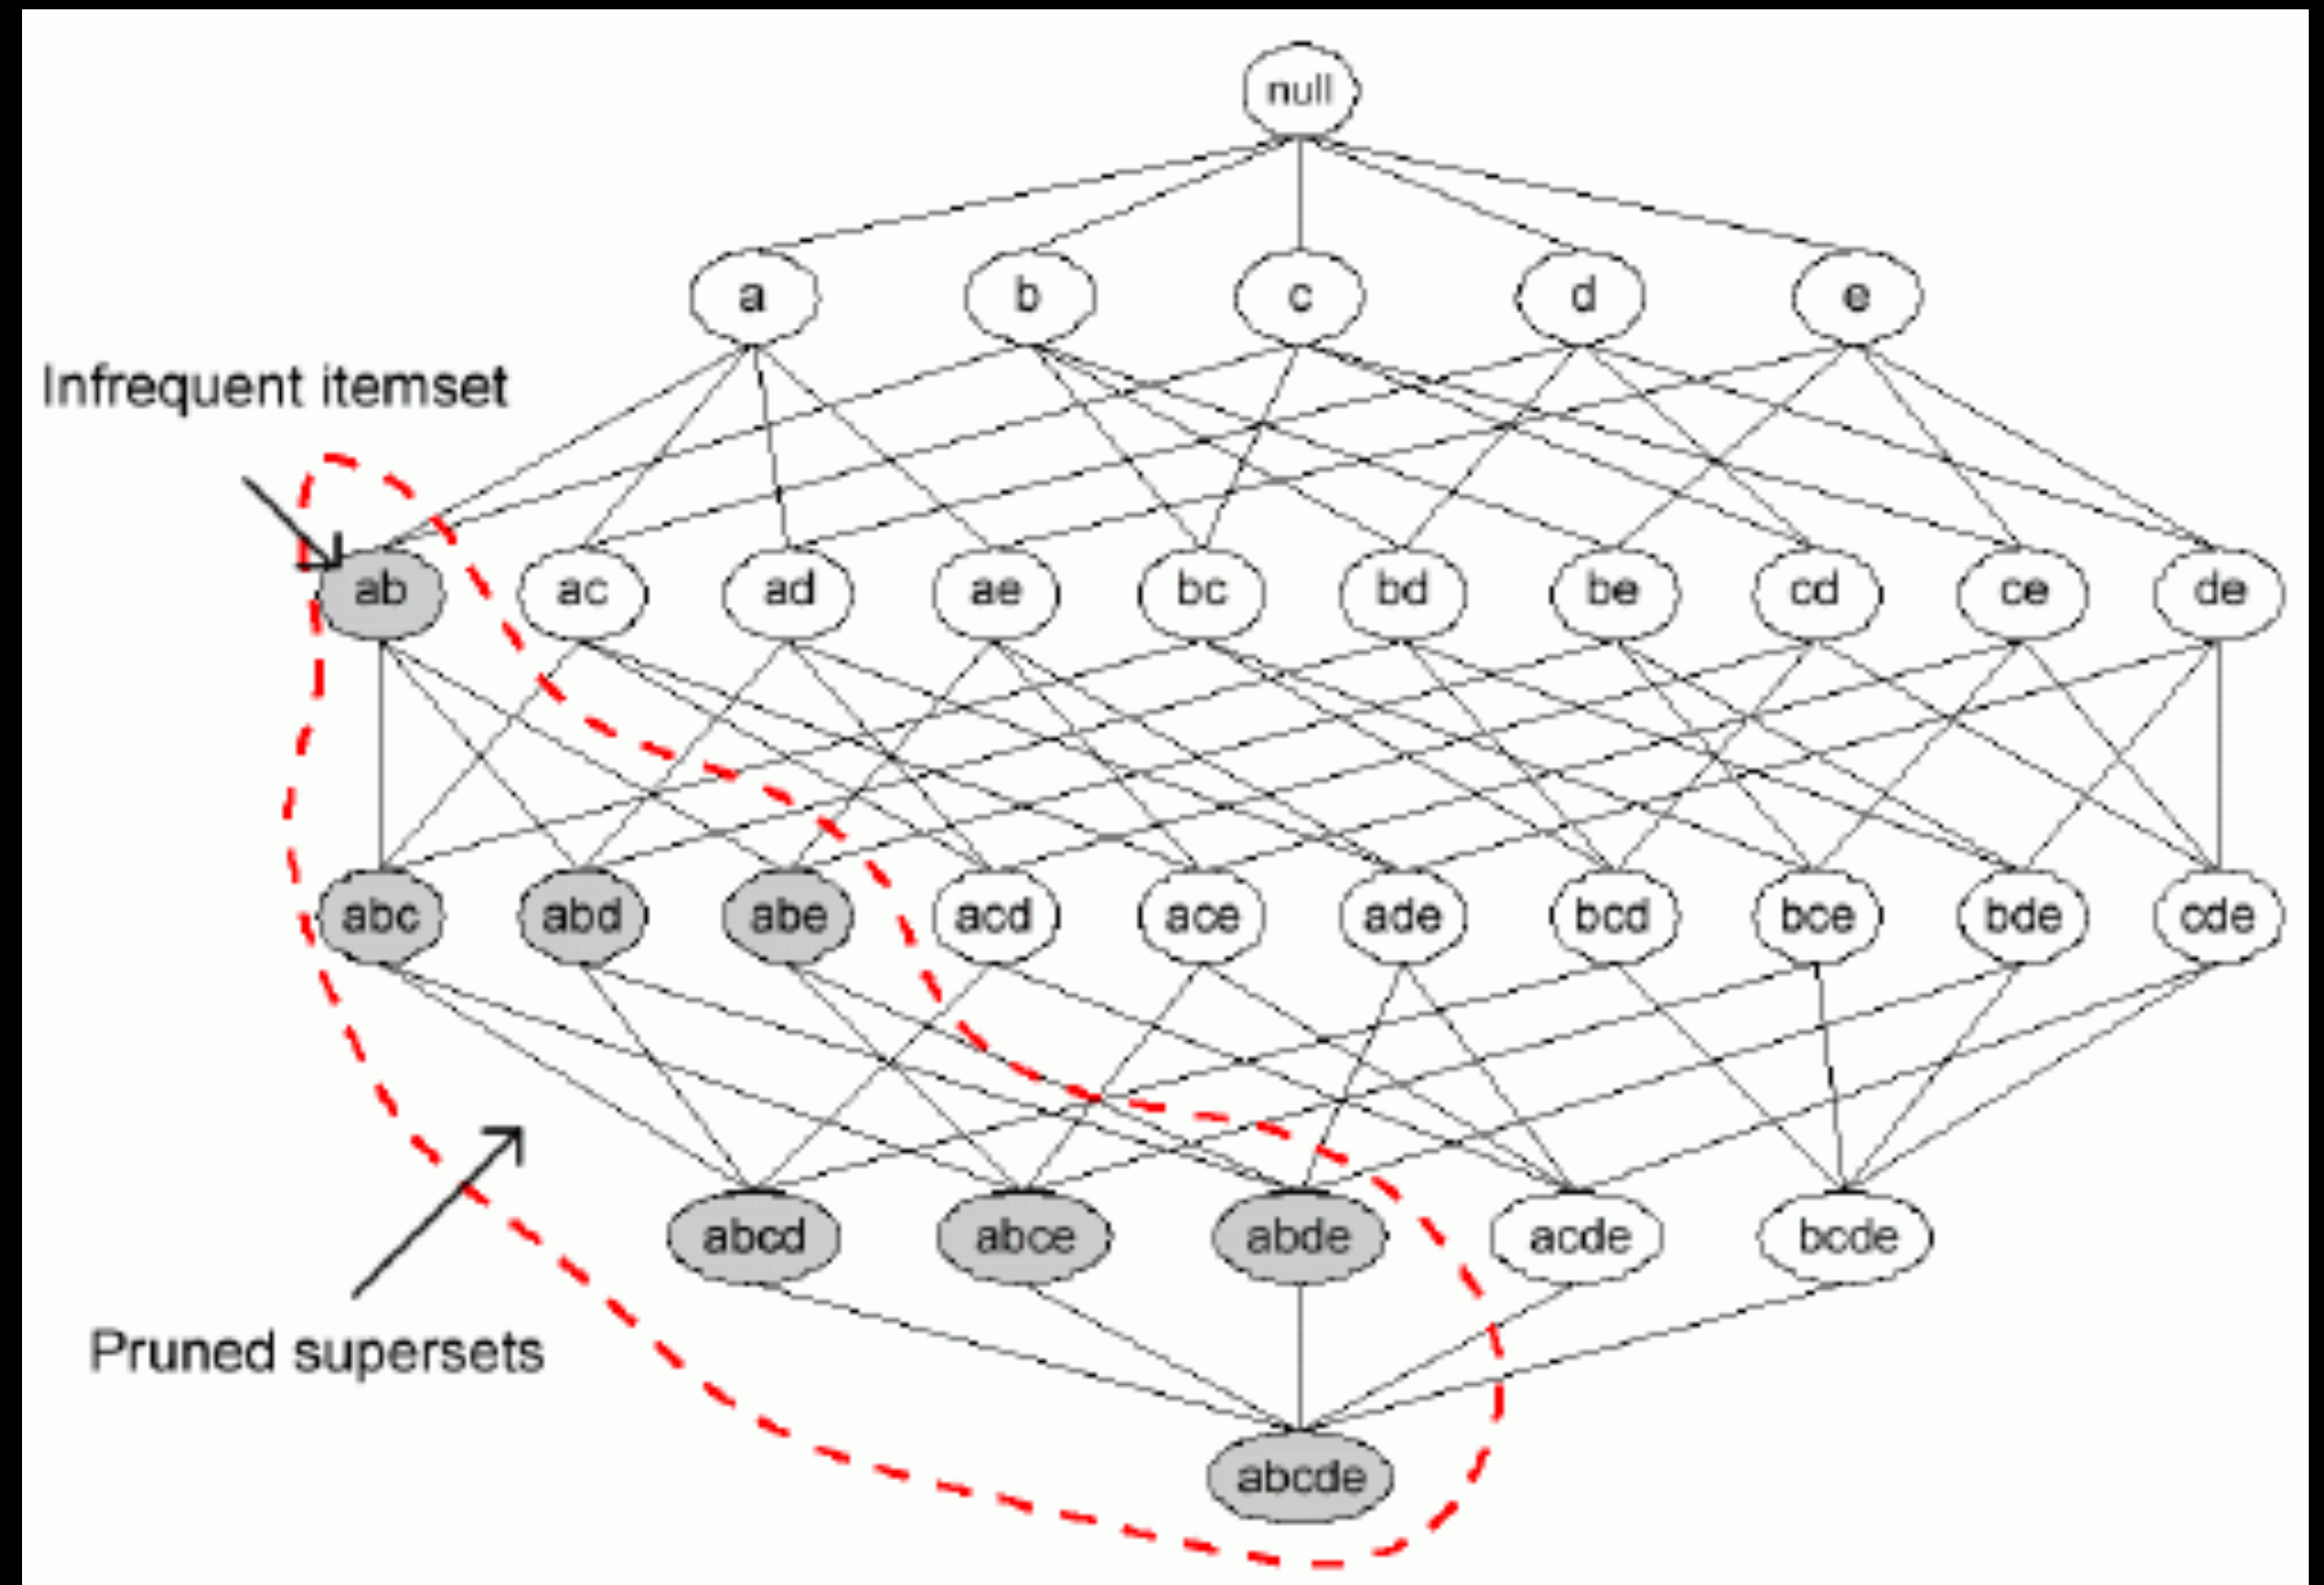 null
a b c d e
Infrequent itemset
ab ac ad ae bc bd be cd ce de
abc abd abe acd ace ade bcd bce bde cde
abcd abce abde acde bcde
Pruned supersets
abcde